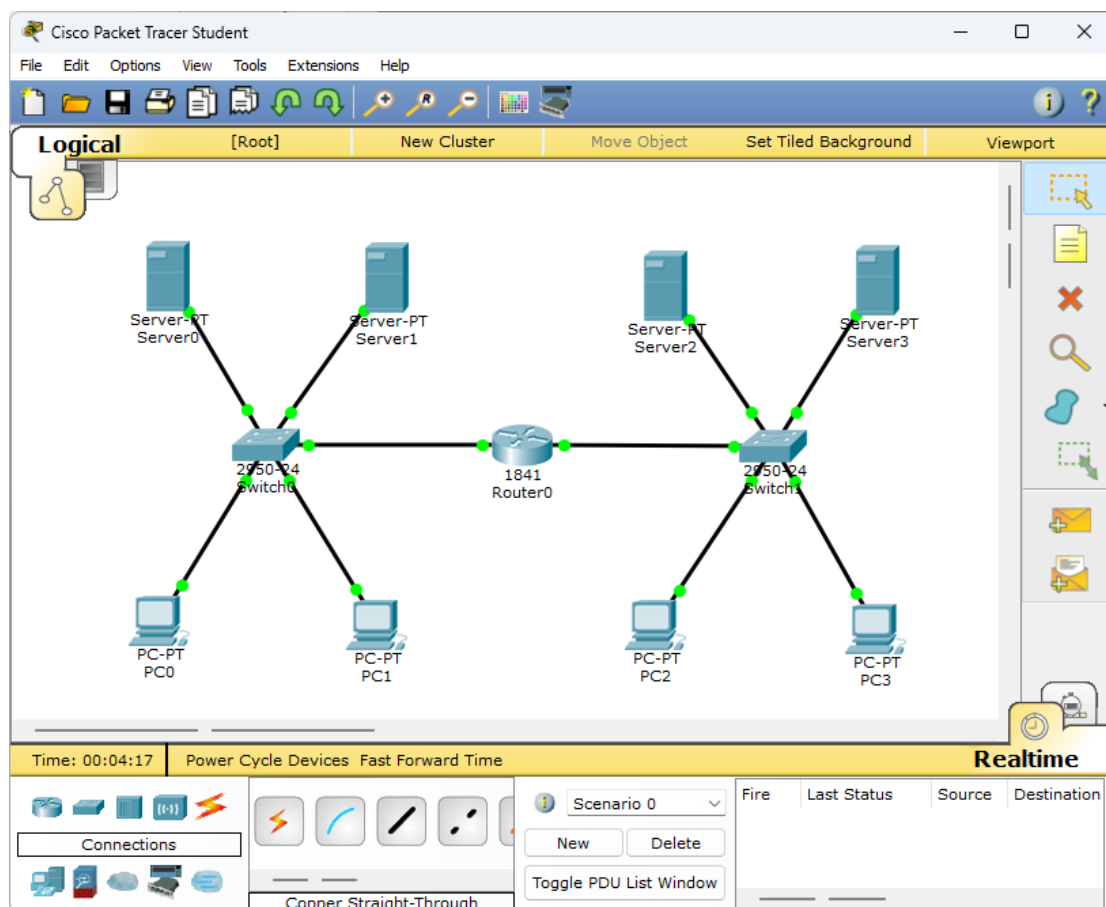 Cisco Packet Tracer Student
File Edit Options View Tools Extensions Help
Logical [Root] New Cluster Move Object Set Tiled Background Viewport
Server-PT
Server0
Server-PT
Server1
Server-PT
Server2
Server-PT
Server3
2950-24
Switch0
1841
Router0
2950-24
Switch1
PC-PT
PC0
PC-PT
PC1
PC-PT
PC2
PC-PT
PC3
Time: 00:04:17 Power Cycle Devices Fast Forward Time Realtime
Connections
Copper Straight-Through
Scenario 0
New Delete
Toggle PDU List Window
Fire Last Status Source Destination